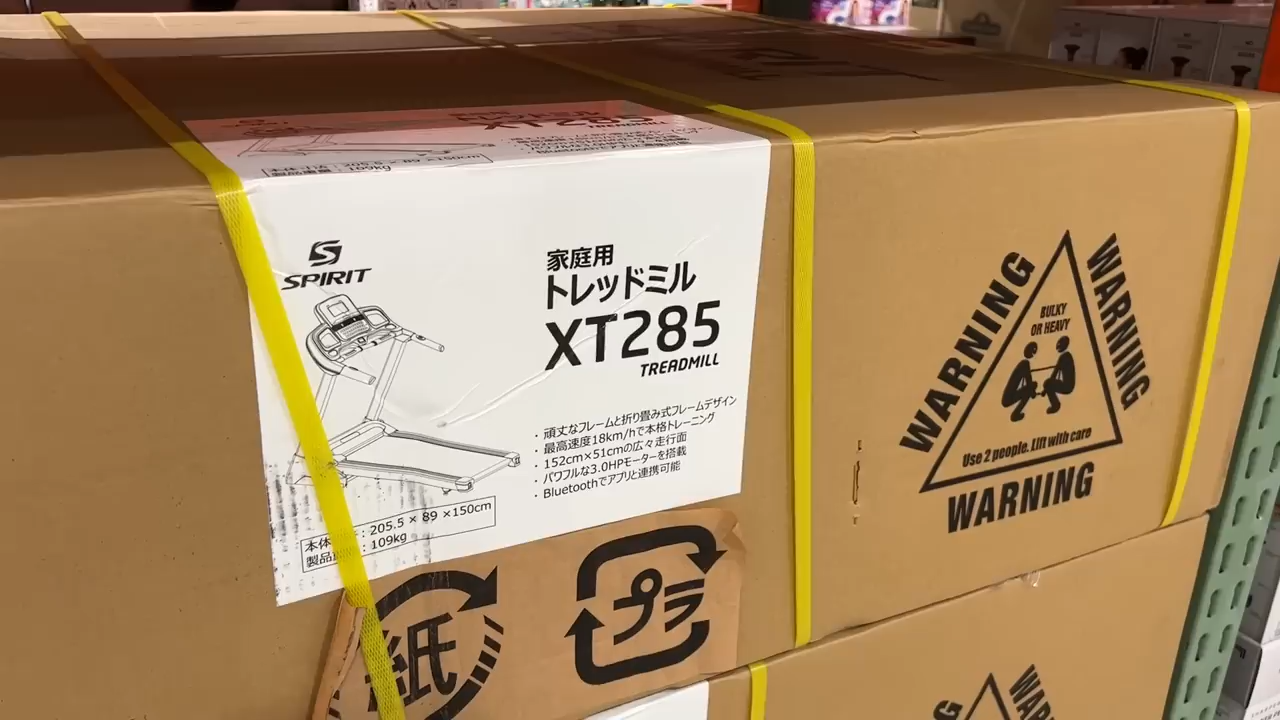 XT285
TREADMILL
109kg
SPIRIT
家庭用
トレッドミル
XT285
TREADMILL
・頑丈なフレームと折り畳み式フレームデザイン
・最高速度18km/hで本格トレーニング
・152cm×51cmの広々走行面
・パワフルな3.0HPモーターを搭載
・Bluetoothでアプリと連携可能
本体 : 205.5 × 89 ×150cm
製品 : 109kg
紙
プラ
WARNING
WARNING
BULKY
OR HEAVY
Use 2 people. Lift with care
WARNING